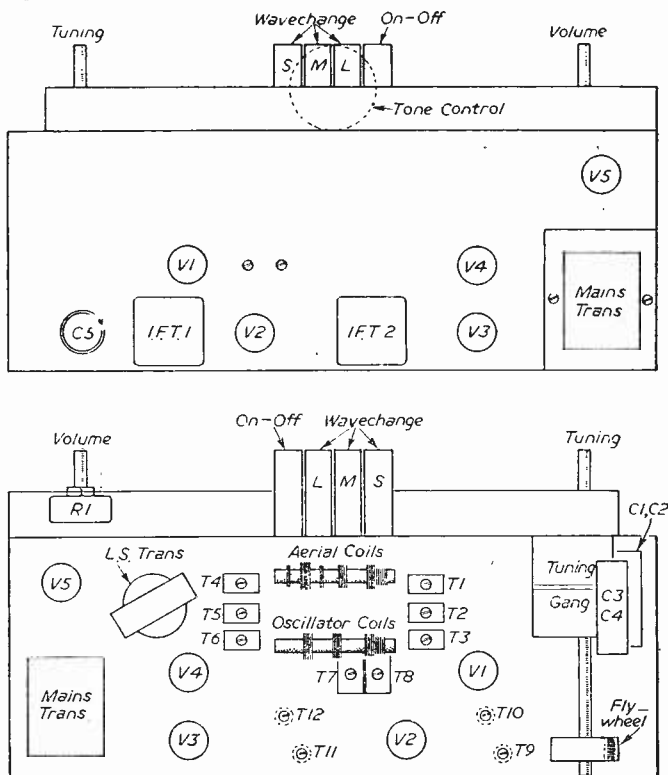 Wavechange On-Off
Tuning Volume
S M L
Tone Control
V5
V1 V4
Mains
Trans
C5 I.F.T.1 V2 I.F.T 2 V3
On-Off Wavechange
Volume Tuning
L M S
R1 C1,C2
L.S. Trans Aerial Coils
V5 T4 T1 Tuning
T5 T2 Gang C3
C4
T6 Oscillator Coils T3
V4 T7 T8 V1
Mains
Trans
T12 T10 Fly-
wheel
V3 T11 V2 T9